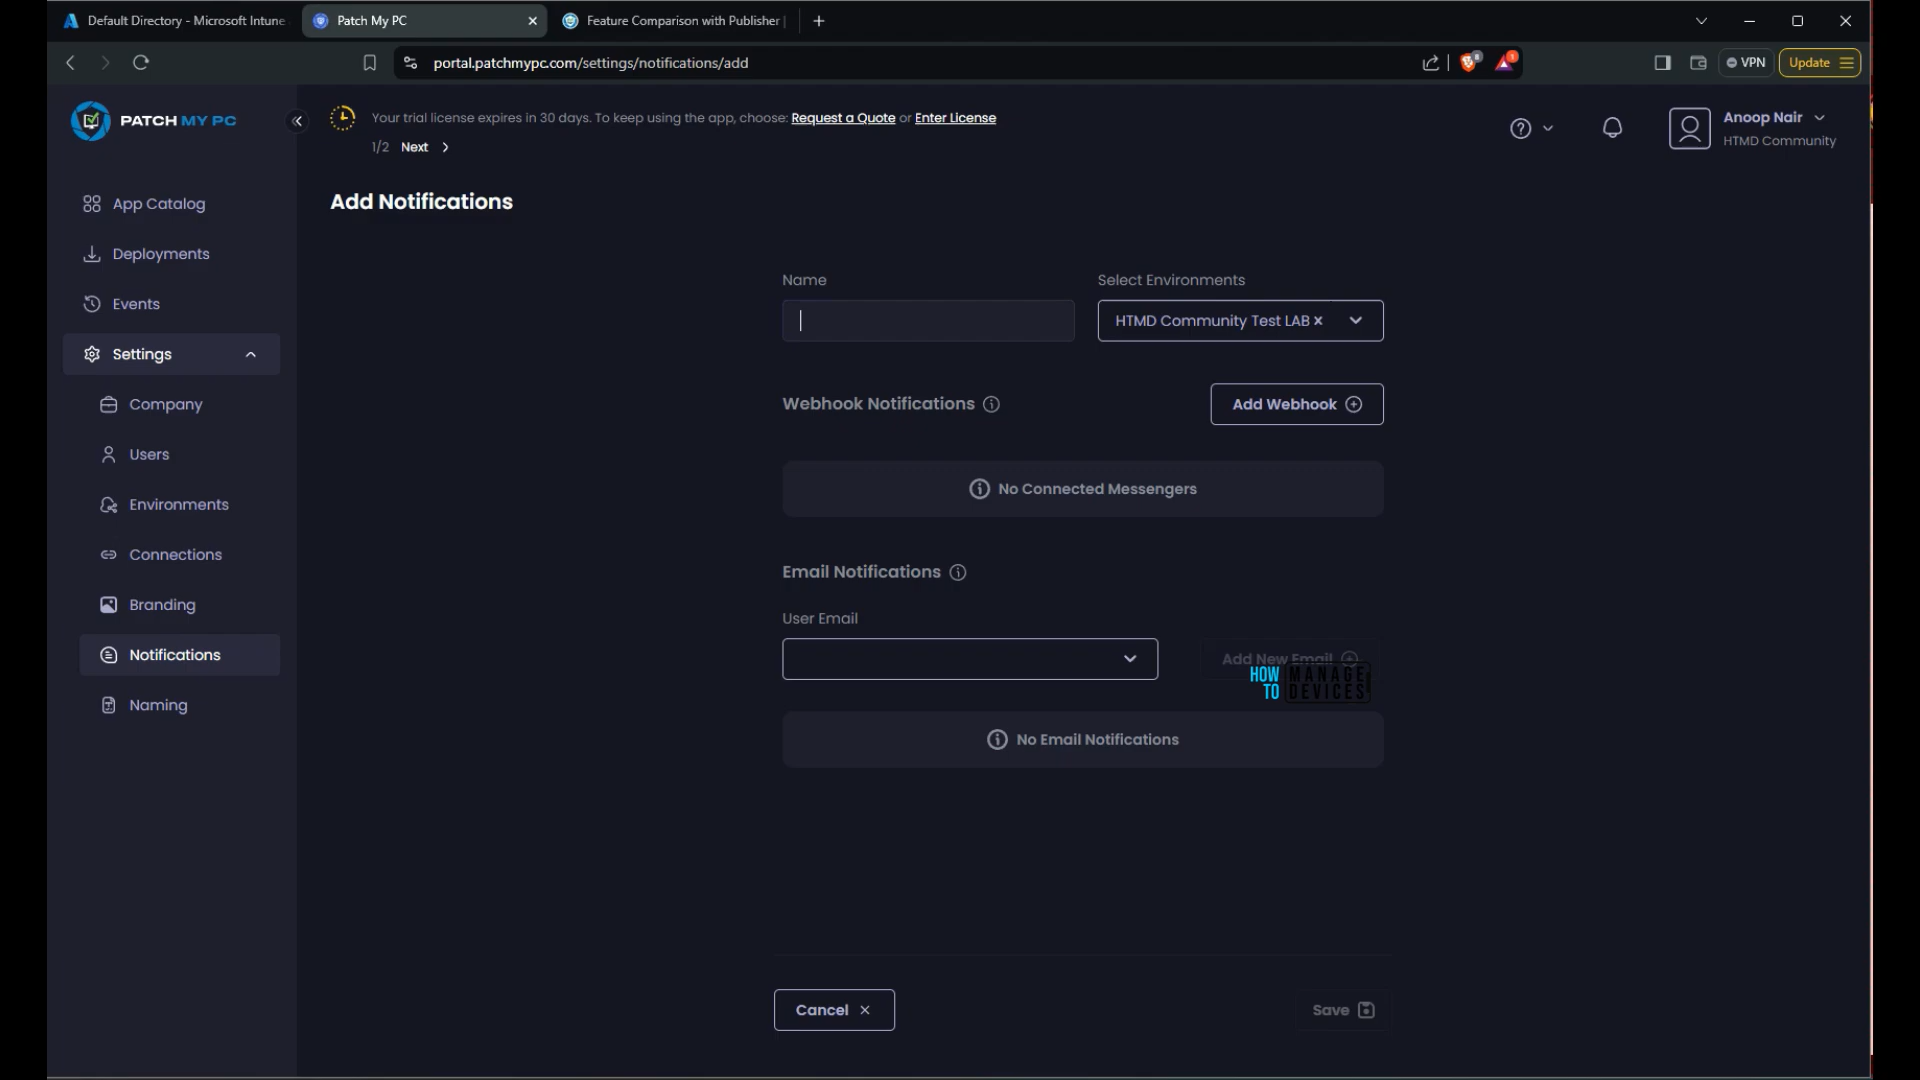 Default Directory - Microsoft Intune
Patch My PC
Feature Comparison with Publisher
portal.patchmypc.com/settings/notifications/add
VPN
Update
PATCH MY PC
Your trial license expires in 30 days. To keep using the app, choose: Request a Quote or Enter License
1/2 Next
Anoop Nair
HTMD Community
App Catalog
Deployments
Events
Settings
Company
Users
Environments
Connections
Branding
Notifications
Naming
Add Notifications
Name
Select Environments
HTMD Community Test LAB
Webhook Notifications
Add Webhook
No Connected Messengers
Email Notifications
User Email
Add New Email
HOW TO MANAGE DEVICES
No Email Notifications
Cancel
Save